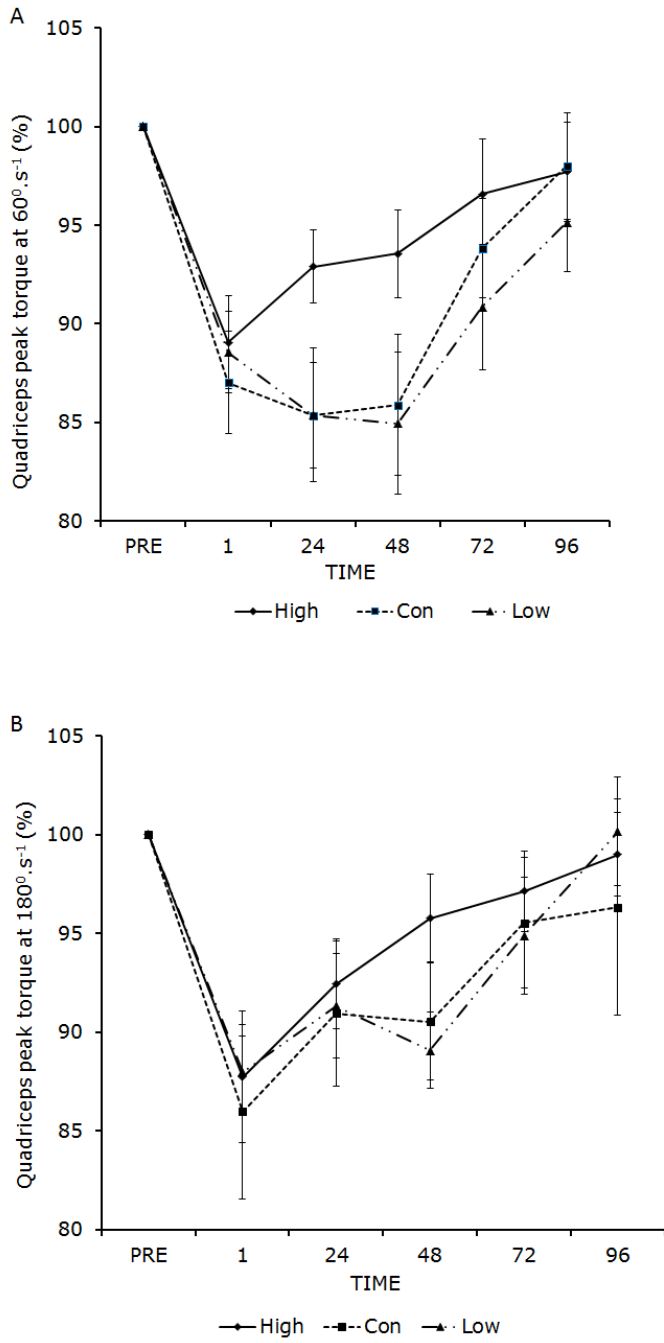 A
Quadriceps peak torque at 60⁰.s⁻¹ (%)
105
100
95
90
85
80
PRE 1 24 48 72 96
TIME
High Con Low
B
Quadriceps peak torque at 180⁰.s⁻¹ (%)
105
100
95
90
85
80
PRE 1 24 48 72 96
TIME
High Con Low